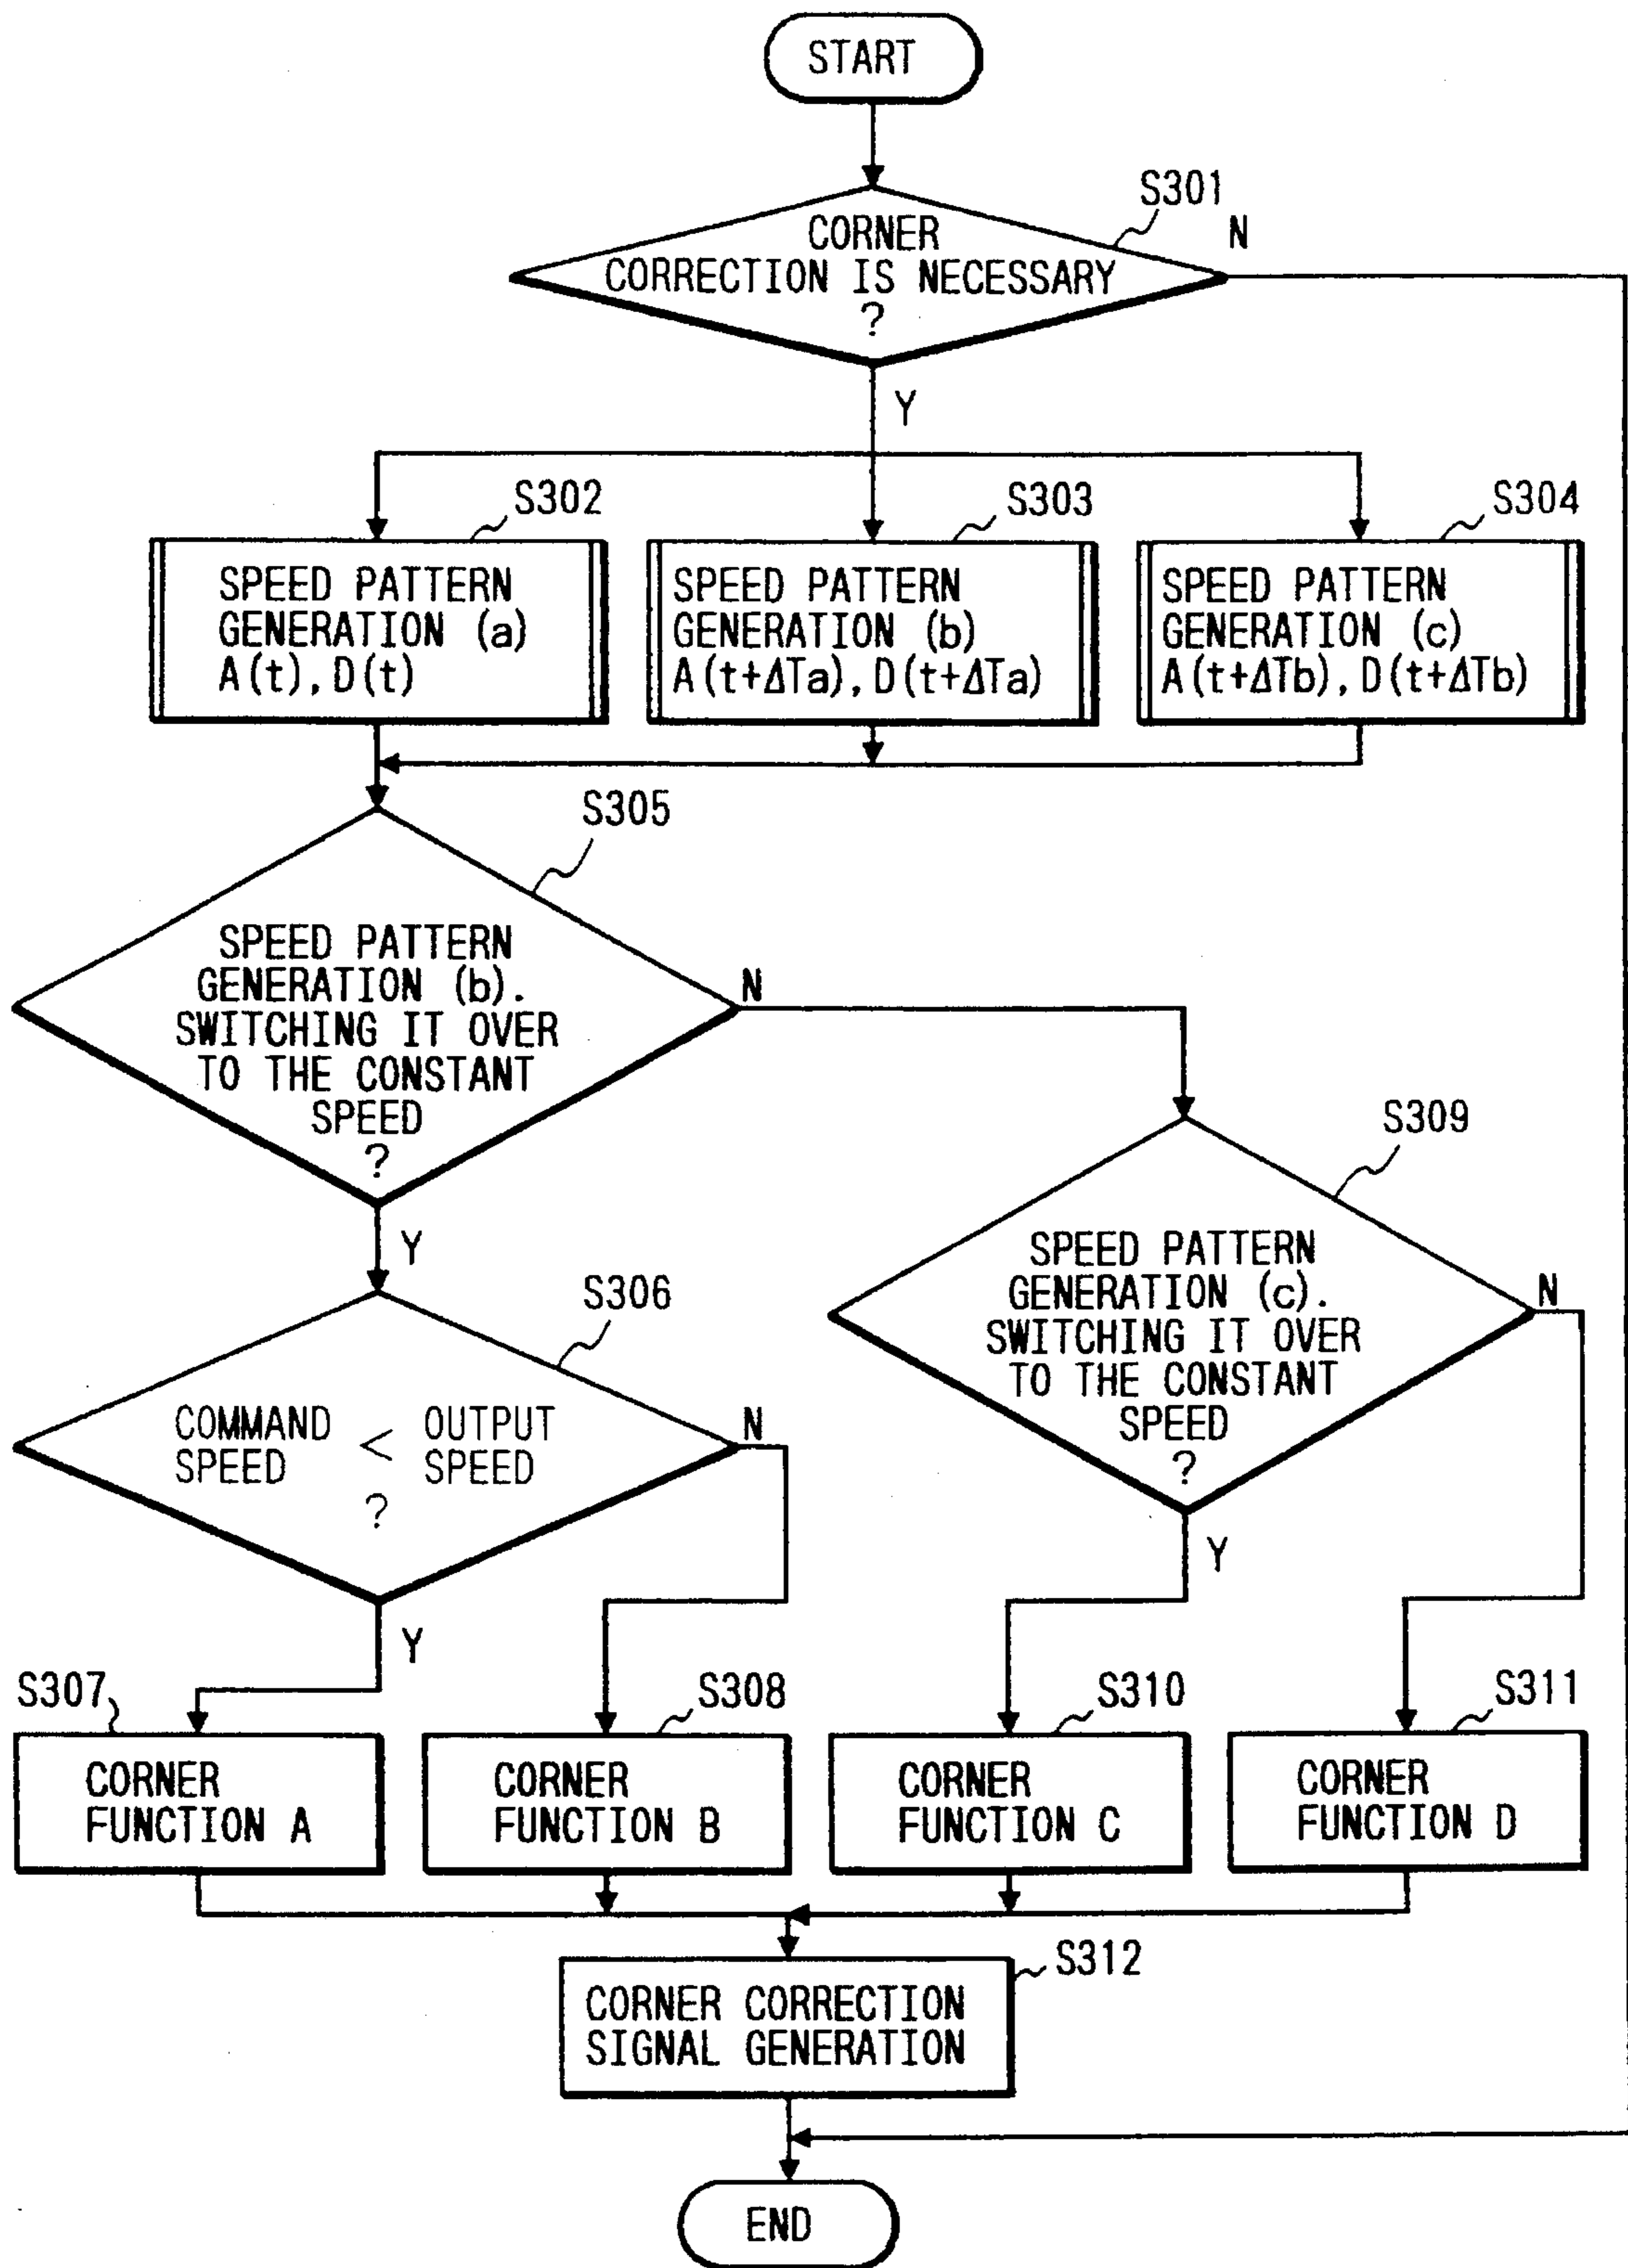 START
S301
N
CORNER
CORRECTION IS NECESSARY
?
Y
S302
S303
S304
SPEED PATTERN
GENERATION (a)
A(t), D(t)
SPEED PATTERN
GENERATION (b)
A(t+ΔTa), D(t+ΔTa)
SPEED PATTERN
GENERATION (c)
A(t+ΔTb), D(t+ΔTb)
S305
SPEED PATTERN
GENERATION (b).
SWITCHING IT OVER
TO THE CONSTANT
SPEED
?
N
Y
S309
SPEED PATTERN
GENERATION (c).
SWITCHING IT OVER
TO THE CONSTANT
SPEED
?
N
Y
S306
COMMAND SPEED < OUTPUT SPEED
?
N
Y
S307
S308
S310
S311
CORNER
FUNCTION A
CORNER
FUNCTION B
CORNER
FUNCTION C
CORNER
FUNCTION D
S312
CORNER CORRECTION
SIGNAL GENERATION
END